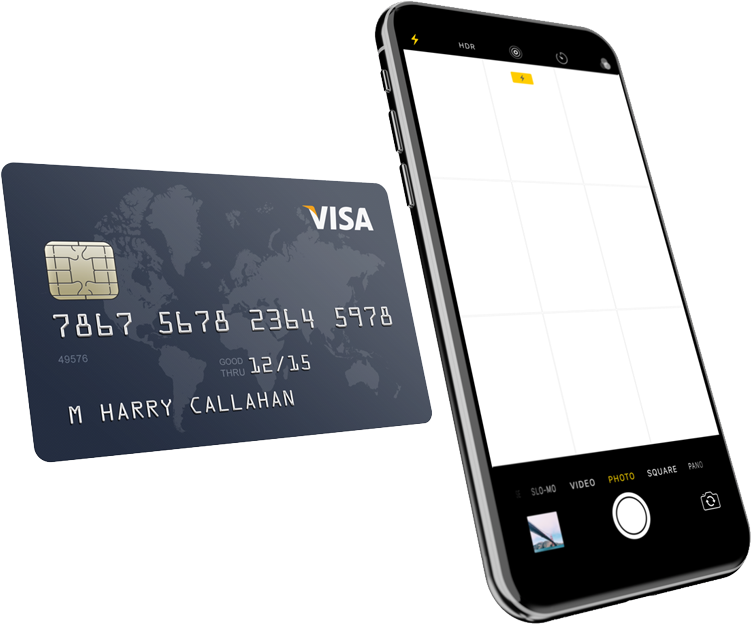 HDR
VISA
7867 5678 2364 5978
49576
GOOD
THRU 12/15
M HARRY CALLAHAN
SLO-MO VIDEO PHOTO SQUARE PANO